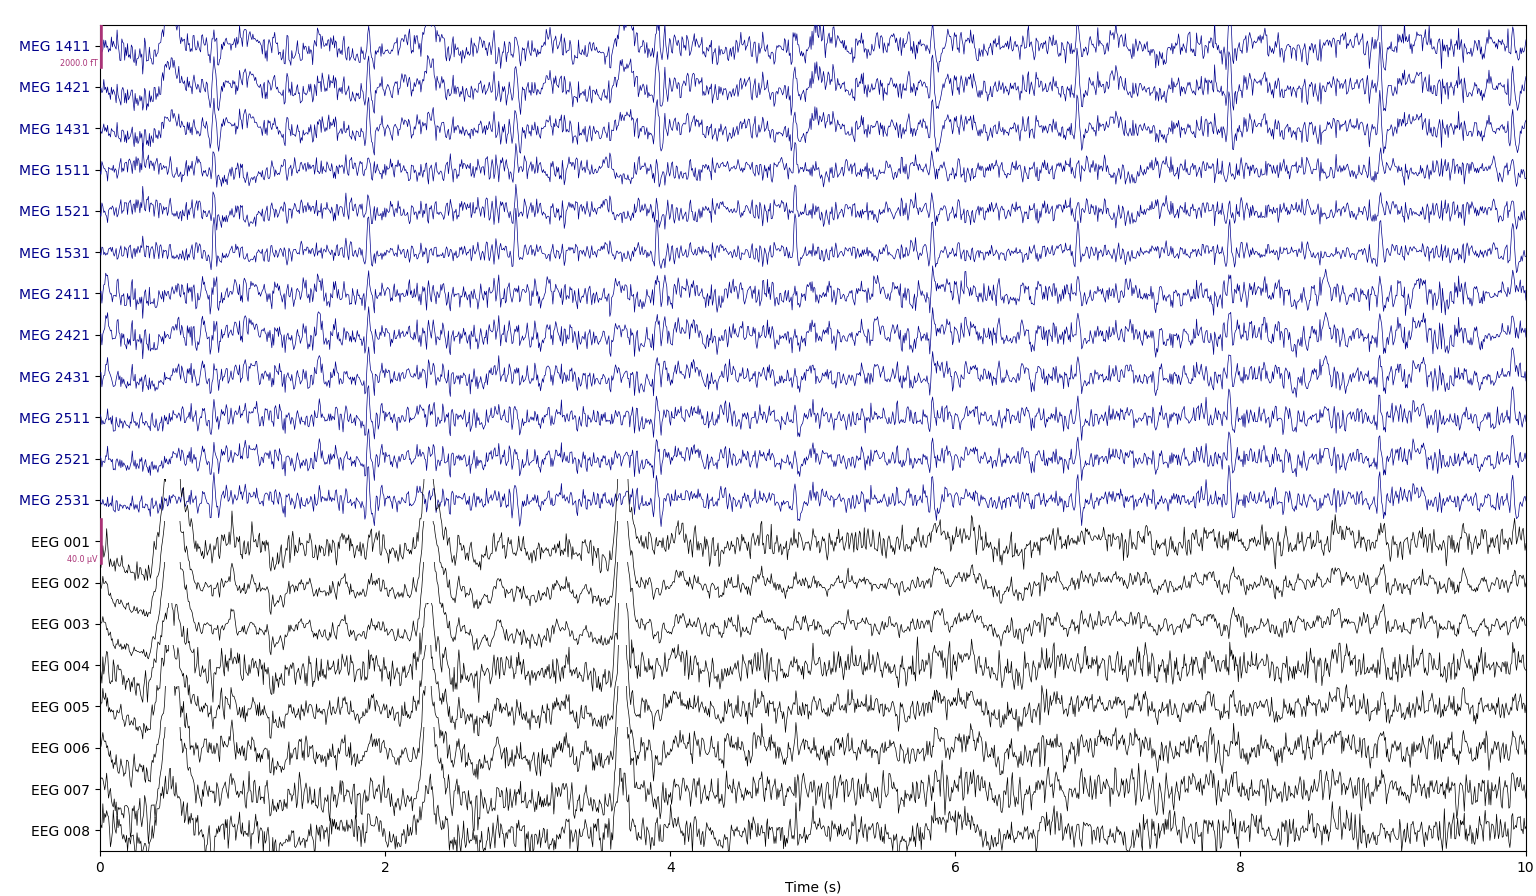 MEG 1411
2000.0 fT
MEG 1421
MEG 1431
MEG 1511
MEG 1521
MEG 1531
MEG 2411
MEG 2421
MEG 2431
MEG 2511
MEG 2521
MEG 2531
EEG 001
40.0 µV
EEG 002
EEG 003
EEG 004
EEG 005
EEG 006
EEG 007
EEG 008
0 2 4 6 8 10
Time (s)